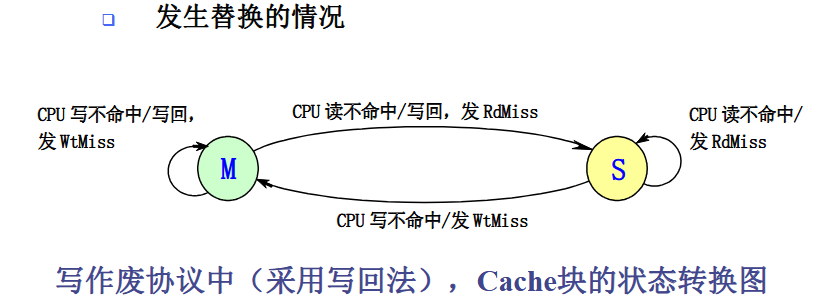 发生替换的情况
CPU 写不命中/写回，
发 WtMiss
CPU 读不命中/写回，发 RdMiss
CPU 读不命中/
发 RdMiss
M
S
CPU 写不命中/发 WtMiss
写作废协议中（采用写回法），Cache块的状态转换图